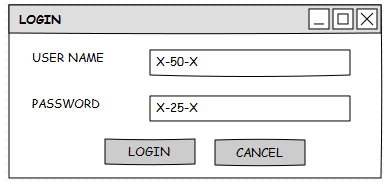 LOGIN
USER NAME X-50-X
PASSWORD X-25-X
LOGIN CANCEL